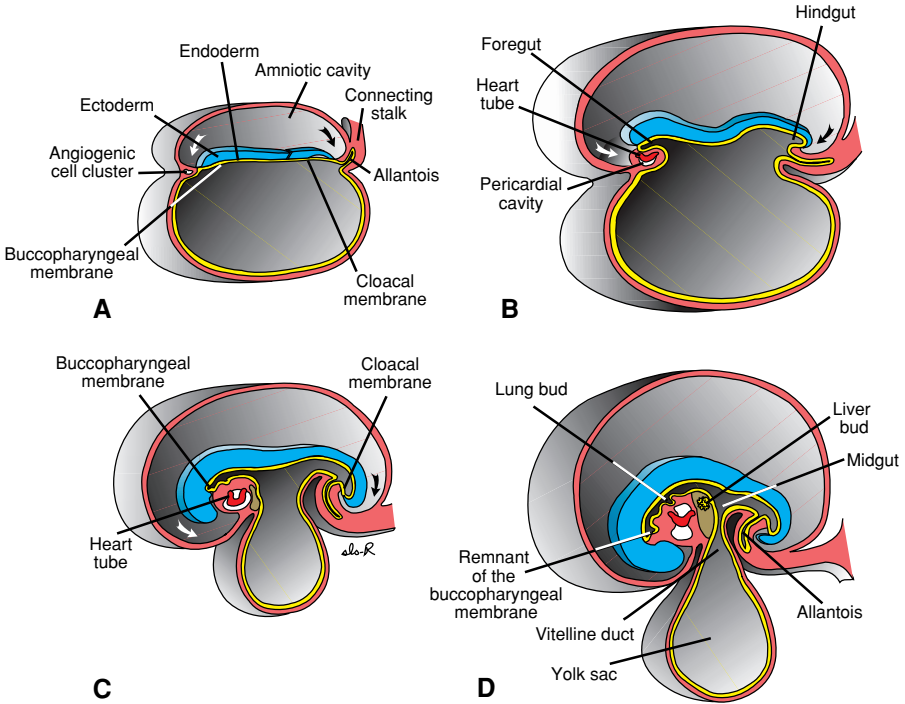 Endoderm
Amniotic cavity
Ectoderm
Connecting
stalk
Angiogenic
cell cluster
Allantois
Buccopharyngeal
membrane
Cloacal
membrane
A
Hindgut
Foregut
Heart
tube
Pericardial
cavity
B
Buccopharyngeal
membrane
Cloacal
membrane
Heart
tube
sls-R
C
Lung bud
Liver
bud
Midgut
Remnant
of the
buccopharyngeal
membrane
Allantois
Vitelline duct
Yolk sac
D